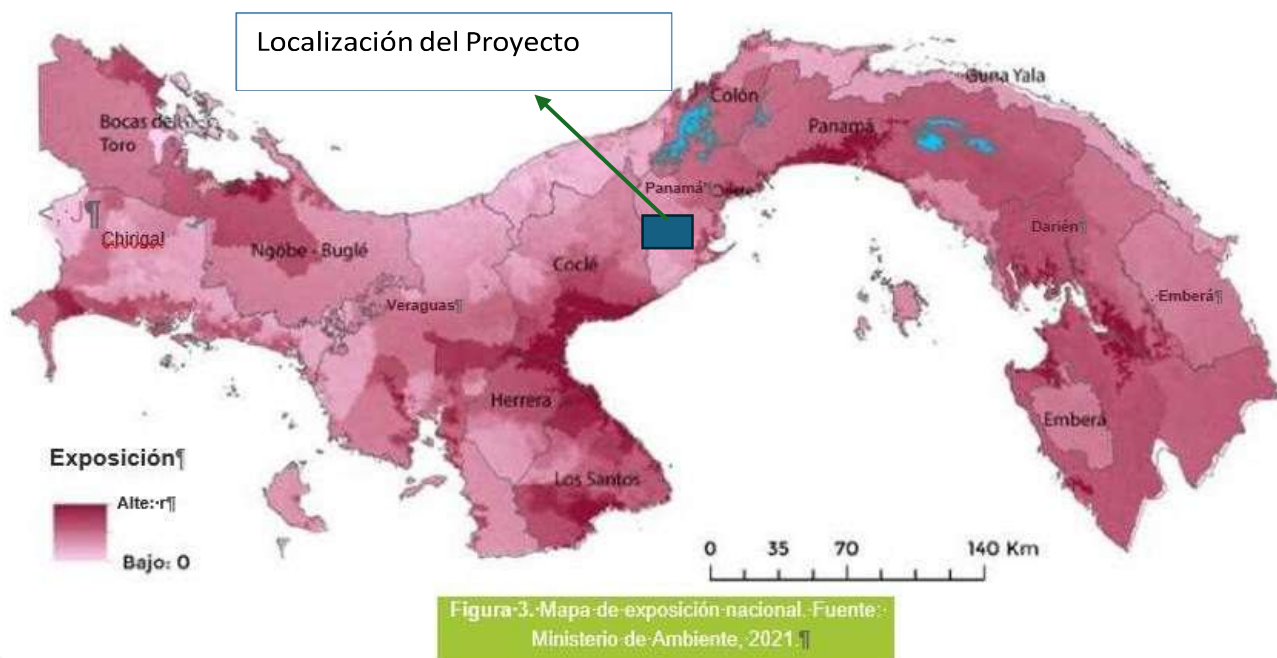 Localización del Proyecto
Guna Yala
Colón
Bocas del
Toro
Panamá
Panamá¶
¶
Chirigal
Ngöbe - Buglé
Coclé
Darién¶
Veraguas¶
·Emberá¶
Herrera
Emberá
Exposición¶
Los Santos
Alte:·r¶
Bajo: 0
¶
0 35 70 140 Km
Figura·3.·Mapa·de·exposición·nacional.·Fuente:·
Ministerio·de·Ambiente,·2021.¶